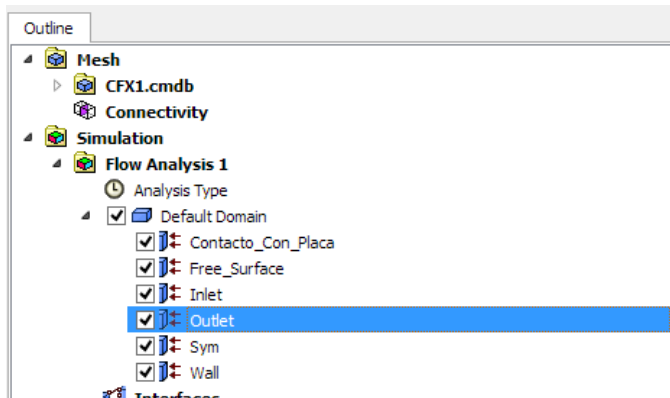 Outline
Mesh
CFX1.cmdb
Connectivity
Simulation
Flow Analysis 1
Analysis Type
Default Domain
Contacto_Con_Placa
Free_Surface
Inlet
Outlet
Sym
Wall
Interfaces